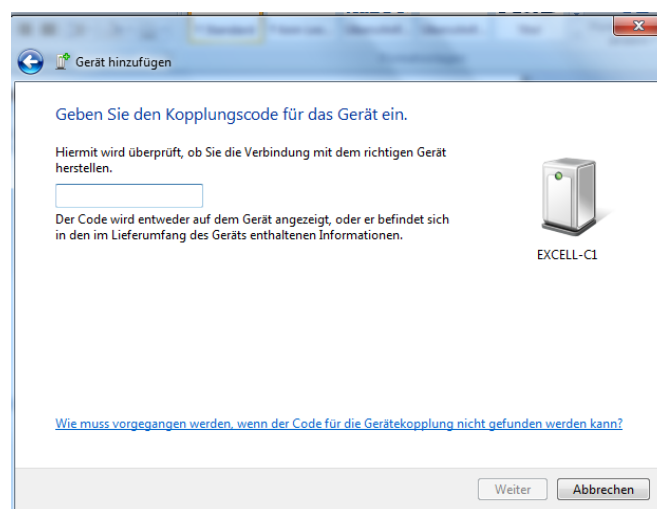 Gerät hinzufügen
Geben Sie den Kopplungscode für das Gerät ein.
Hiermit wird überprüft, ob Sie die Verbindung mit dem richtigen Gerät
herstellen.
Der Code wird entweder auf dem Gerät angezeigt, oder er befindet sich
in den im Lieferumfang des Geräts enthaltenen Informationen.
EXCELL-C1
Wie muss vorgegangen werden, wenn der Code für die Gerätekopplung nicht gefunden werden kann?
Weiter
Abbrechen